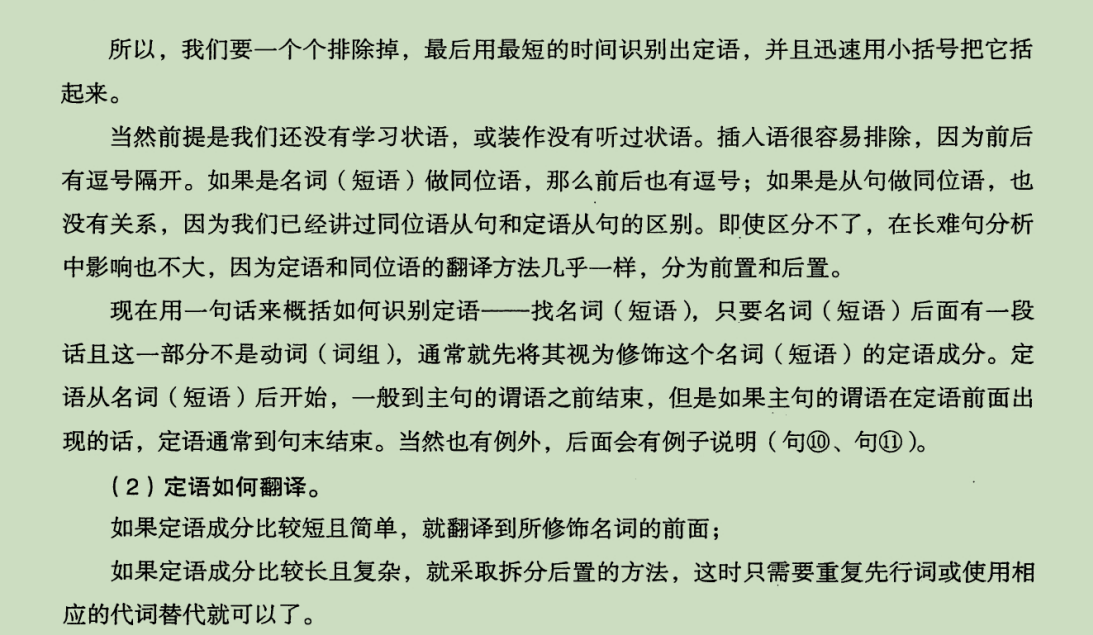 所以，我们要一个个排除掉，最后用最短的时间识别出定语，并且迅速用小括号把它括
起来。
当然前提是我们还没有学习状语，或装作没有听过状语。插入语很容易排除，因为前后
有逗号隔开。如果是名词（短语）做同位语，那么前后也有逗号；如果是从句做同位语，也
没有关系，因为我们已经讲过同位语从句和定语从句的区别。即使区分不了，在长难句分析
中影响也不大，因为定语和同位语的翻译方法几乎一样，分为前置和后置。
现在用一句话来概括如何识别定语——找名词（短语），只要名词（短语）后面有一段
话且这一部分不是动词（词组），通常就先将其视为修饰这个名词（短语）的定语成分。定
语从名词（短语）后开始，一般到主句的谓语之前结束，但是如果主句的谓语在定语前面出
现的话，定语通常到句末结束。当然也有例外，后面会有例子说明（句⑩、句⑪）。
（2）定语如何翻译。
如果定语成分比较短且简单，就翻译到所修饰名词的前面；
如果定语成分比较长且复杂，就采取拆分后置的方法，这时只需要重复先行词或使用相
应的代词替代就可以了。